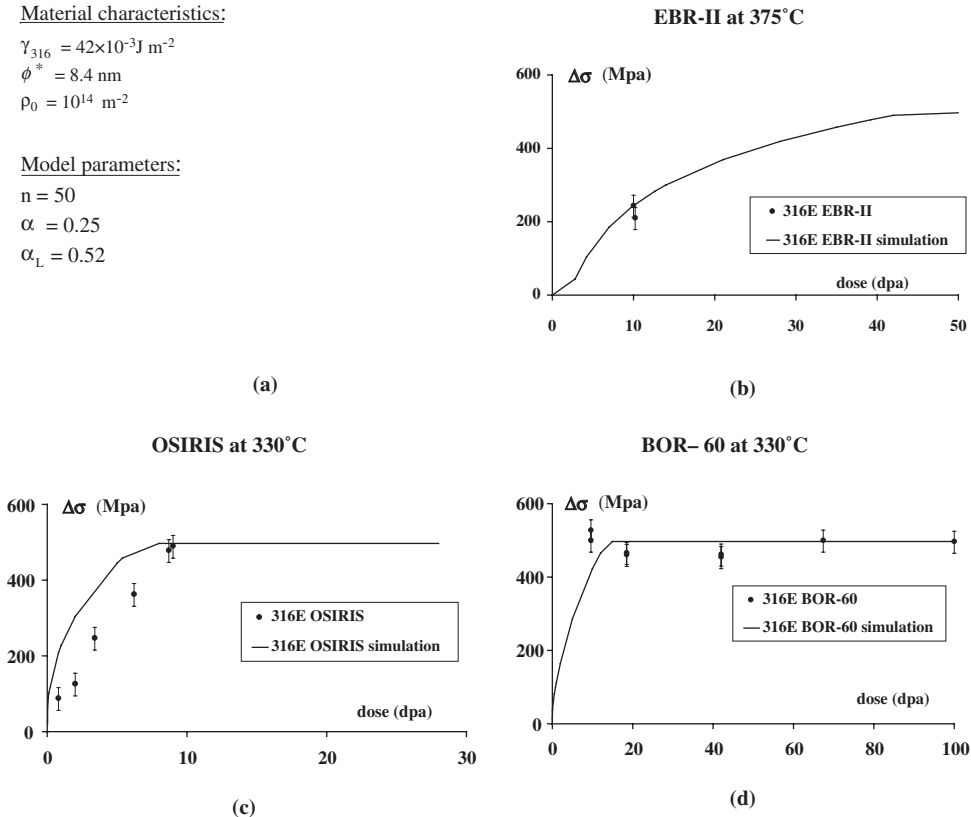 Material characteristics:
γ316 = 42×10-3J m-2
ϕ* = 8.4 nm
ρ0 = 1014 m-2
Model parameters:
n = 50
α = 0.25
αL = 0.52
(a)
EBR-II at 375˚C
Δσ (Mpa)
600
400
200
0
316E EBR-II
316E EBR-II simulation
dose (dpa)
0 10 20 30 40 50
(b)
OSIRIS at 330˚C
Δσ (Mpa)
600
400
200
0
316E OSIRIS
316E OSIRIS simulation
dose (dpa)
0 10 20 30
(c)
BOR– 60 at 330˚C
Δσ (Mpa)
600
400
200
0
316E BOR-60
316E BOR-60 simulation
dose (dpa)
0 20 40 60 80 100
(d)